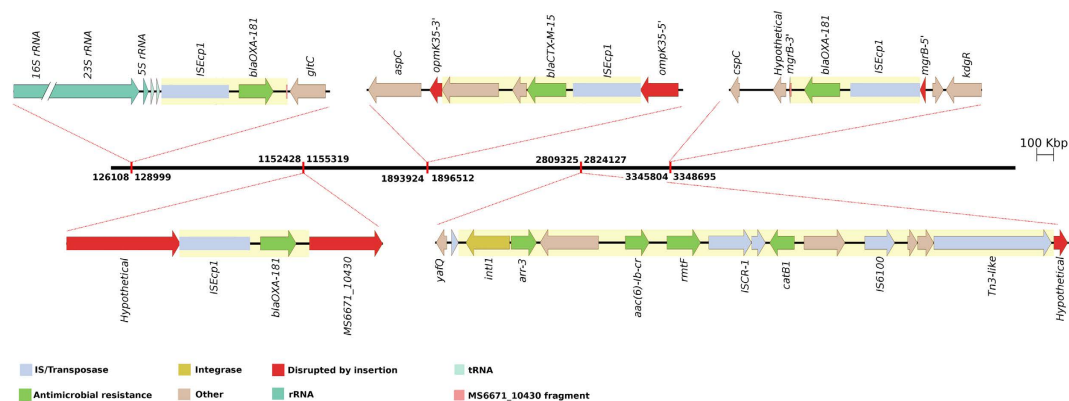 16S rRNA
23S rRNA
5S rRNA
ISEcp1
blaOXA-181
gltC
aspC
opmK35-3'
blaCTX-M-15
ISEcp1
ompK35-5'
cspC
Hypothetical
mgrB-3'
blaOXA-181
ISEcp1
mgrB-5'
kdgR
100 Kbp
126108 128999
1152428 1155319
1893924 1896512
2809325 2824127
3345804 3348695
Hypothetical
ISEcp1
blaOXA-181
MS6671_10430
yafQ
intI1
arr-3
aac(6)-Ib-cr
rmtF
ISCR-1
catB1
IS6100
Tn3-like
Hypothetical
IS/Transposase
Integrase
Disrupted by insertion
tRNA
Antimicrobial resistance
Other
rRNA
MS6671_10430 fragment